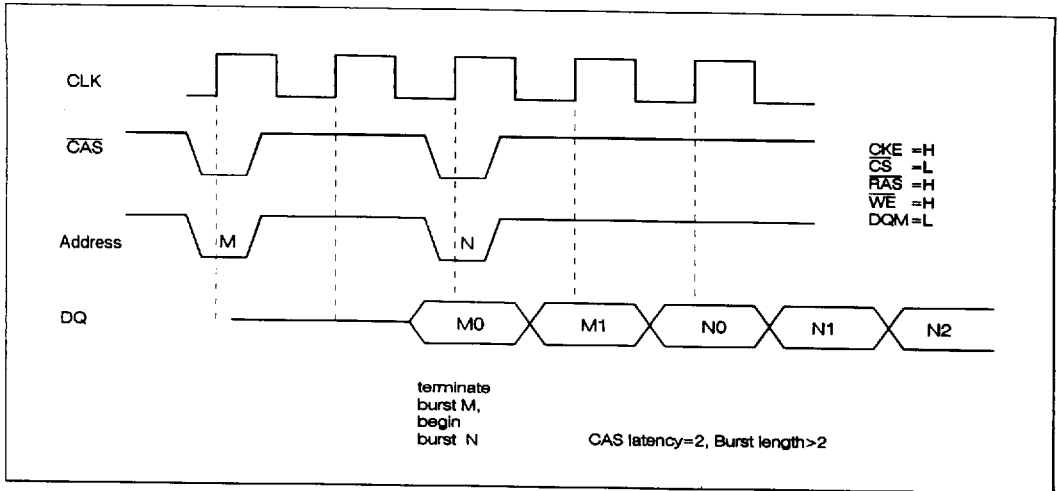 CLK
CAS
CKE =H
CS =L
RAS =H
WE =H
DQM=L
Address
M
N
DQ
M0
M1
N0
N1
N2
terminate
burst M,
begin
burst N
CAS latency=2, Burst length>2